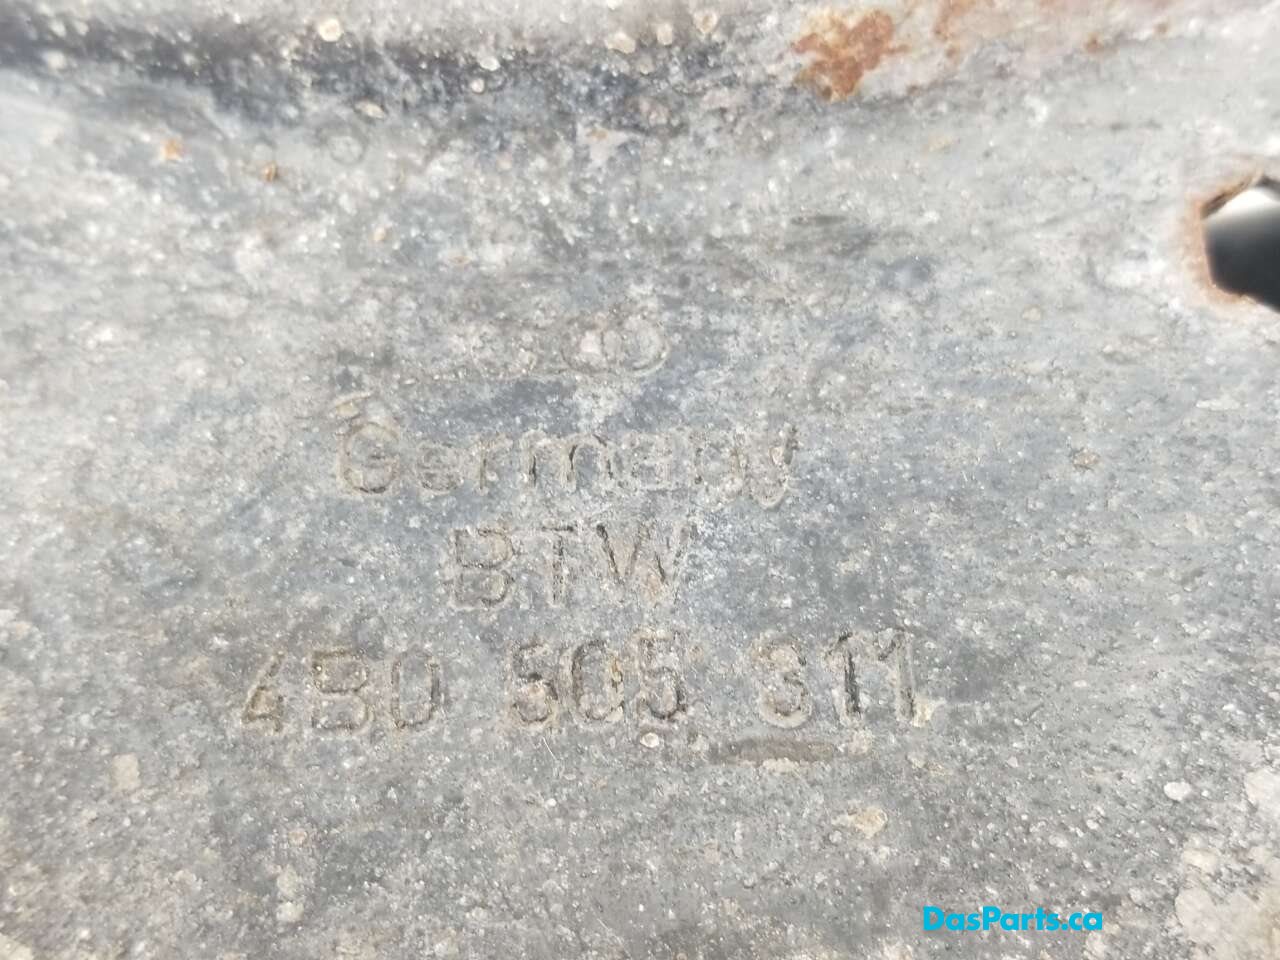 Germany
BTW
4B0 505 311
DasParts.ca